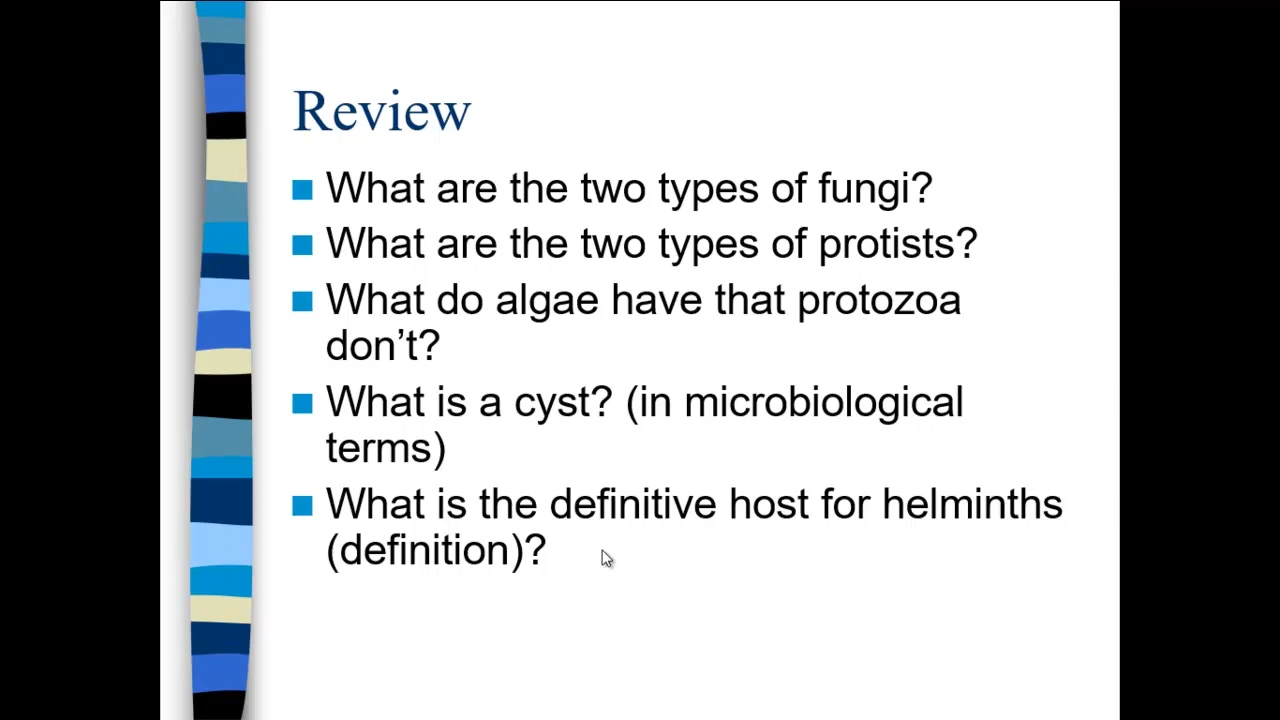 Review
What are the two types of fungi?
What are the two types of protists?
What do algae have that protozoa
don’t?
What is a cyst? (in microbiological
terms)
What is the definitive host for helminths
(definition)?